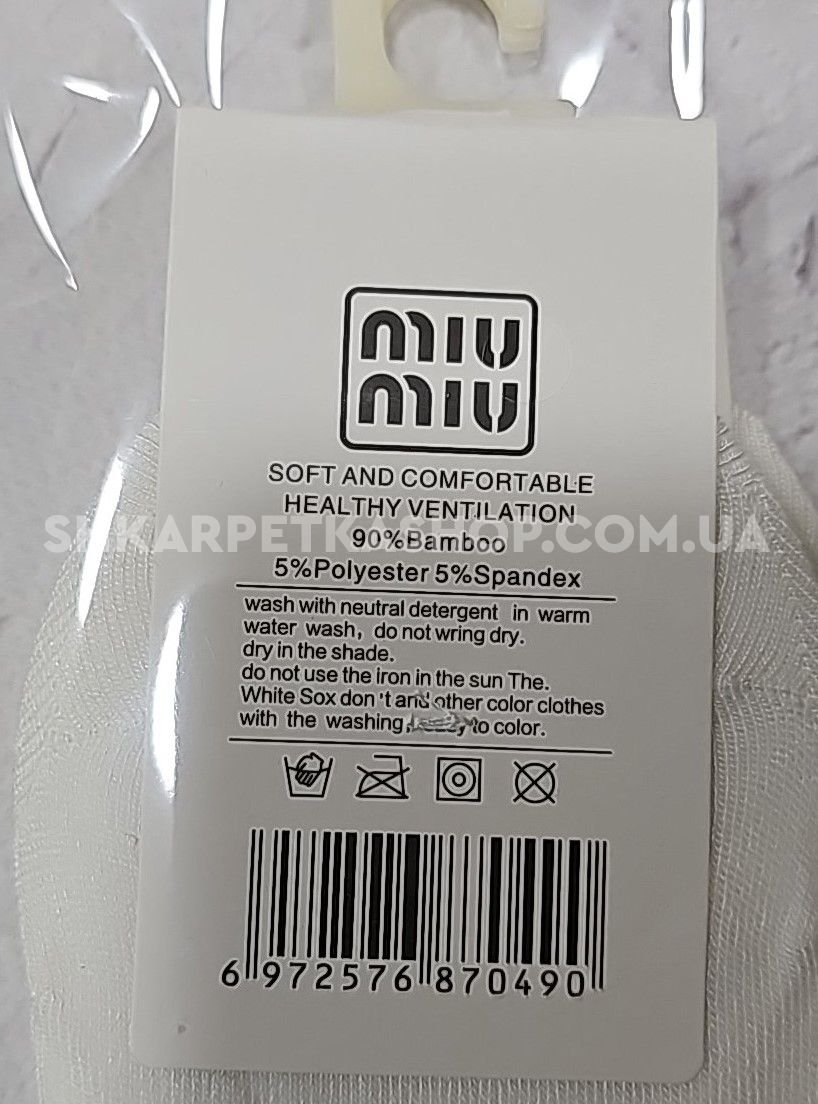 miu
miu
SOFT AND COMFORTABLE
HEALTHY VENTILATION
SHKARPETKASHOP.COM.UA
90%Bamboo
5%Polyester 5%Spandex
wash with neutral detergent in warm
water wash, do not wring dry.
dry in the shade.
do not use the iron in the sun The.
White Sox don't and other color clothes
with the washing, to color.
6 972576 870490